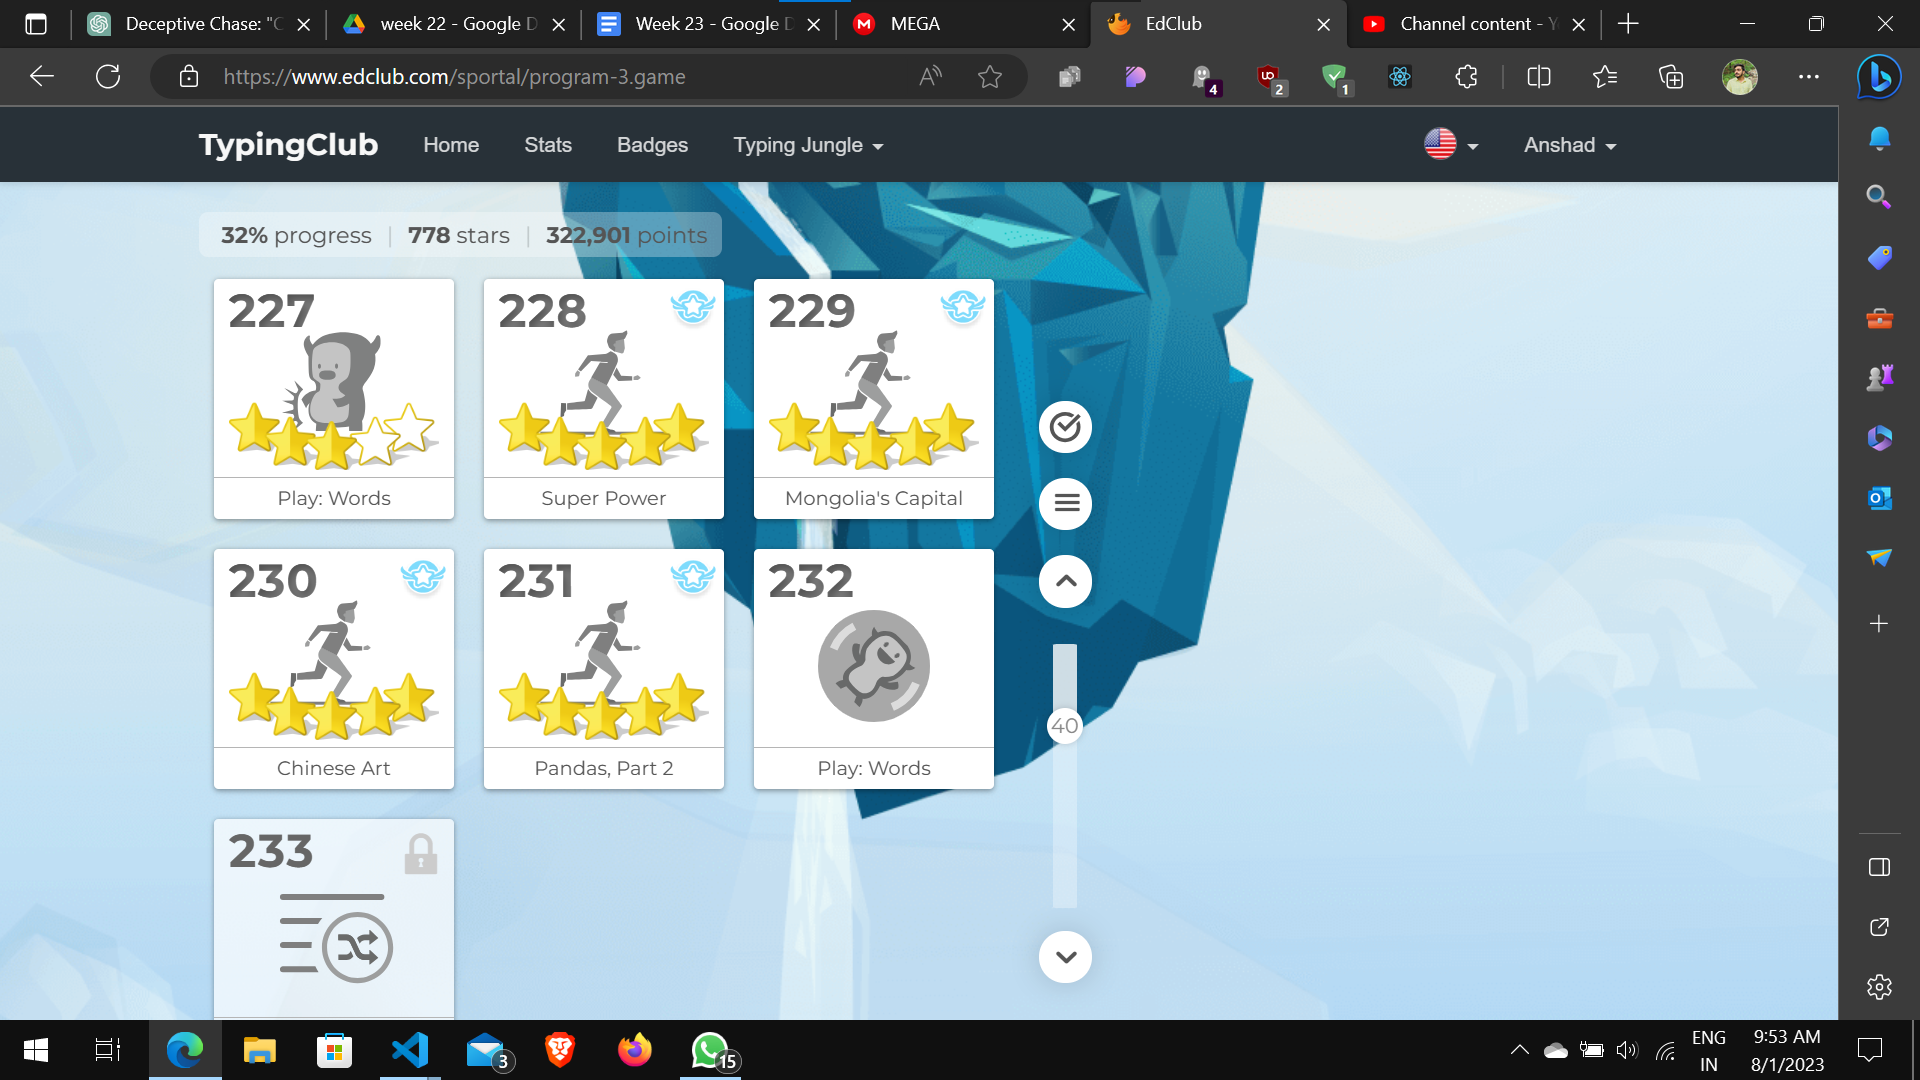 Deceptive Chase: "C
week 22 - Google D
Week 23 - Google D
MEGA
EdClub
Channel content - Y
https://www.edclub.com/sportal/program-3.game
4
2
1
TypingClub
Home
Stats
Badges
Typing Jungle
Anshad
32% progress | 778 stars | 322,901 points
227
228
229
Play: Words
Super Power
Mongolia's Capital
230
231
232
40
Chinese Art
Pandas, Part 2
Play: Words
233
3
15
ENG
IN
9:53 AM
8/1/2023